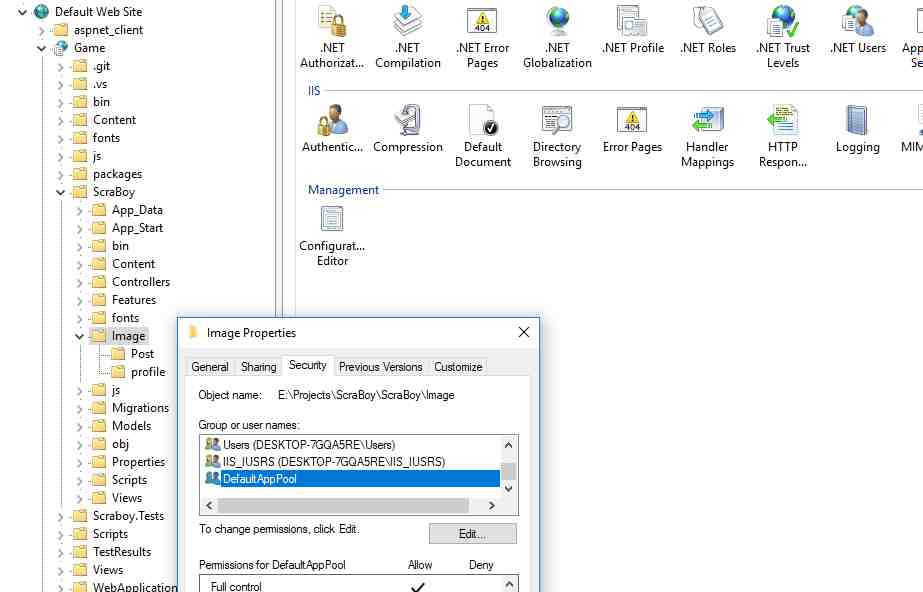 Default Web Site
aspnet_client
Game
.git
.vs
bin
Content
fonts
js
packages
ScraBoy
App_Data
App_Start
bin
Content
Controllers
Features
fonts
Image
Post
profile
js
Migrations
Models
obj
Properties
Scripts
Views
Scraboy.Tests
Scripts
TestResults
Views
WebApplication
.NET Authorizat...
.NET Compilation
.NET Error Pages
.NET Globalization
.NET Profile
.NET Roles
.NET Trust Levels
.NET Users
App
Se
IIS
Authentic...
Compression
Default Document
Directory Browsing
Error Pages
Handler Mappings
HTTP Respon...
Logging
MIM
404
404
Management
Configurat... Editor
Image Properties
General Sharing Security Previous Versions Customize
Object name: E:\Projects\ScraBoy\ScraBoy\Image
Group or user names:
Users (DESKTOP-7GQA5RE\Users)
IIS_IUSRS (DESKTOP-7GQA5RE\IIS_IUSRS)
DefaultAppPool
To change permissions, click Edit.
Edit...
Permissions for DefaultAppPool Allow Deny
Full control